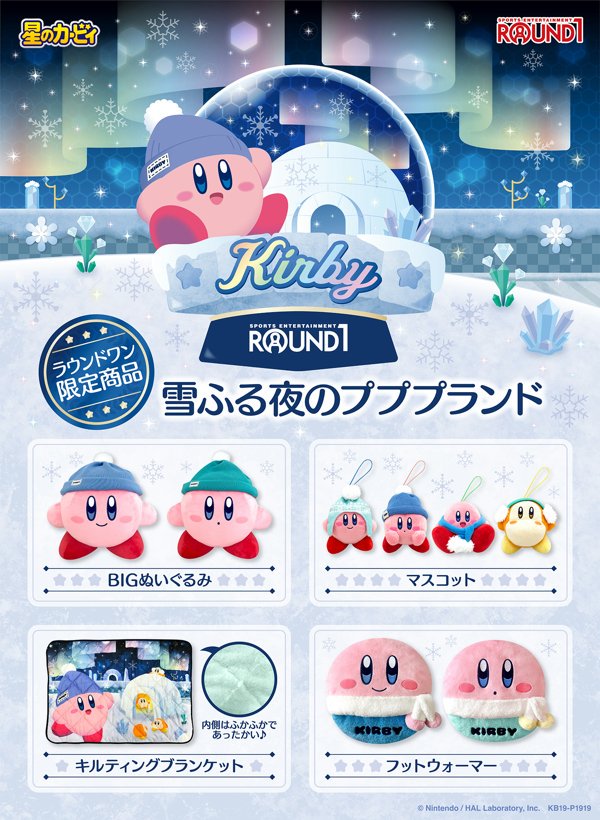 星のカービィ
SPORTS ENTERTAINMENT
ROUND1
Kirby
SPORTS ENTERTAINMENT
ROUND1
ラウンドワン
限定商品
雪ふる夜のプププランド
BIGぬいぐるみ
マスコット
内側はふかふかで
あったかい♪
キルティングブランケット
KIRBY
KIRBY
フットウォーマー
© Nintendo / HAL Laboratory, Inc. KB19-P1919